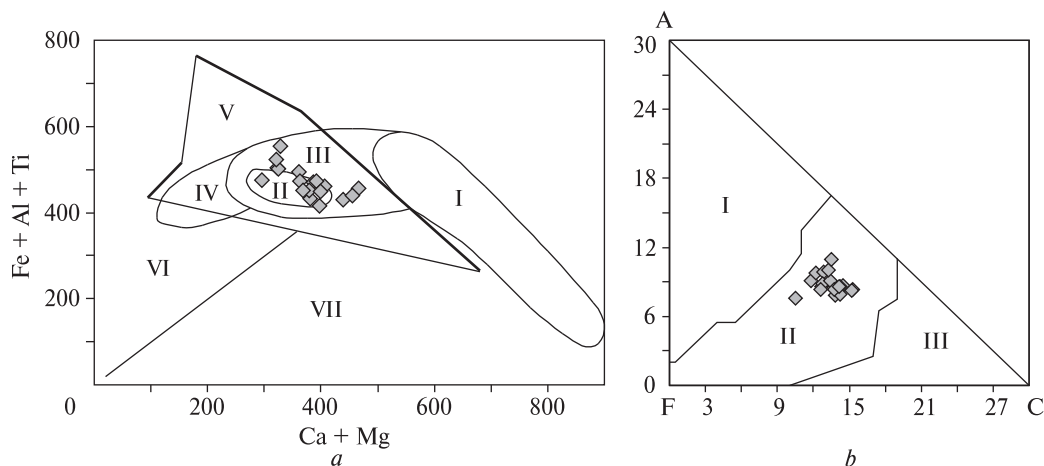 Fe + Al + Ti
800
600
400
200
0
200
400
600
800
Ca + Mg
a
I
II
III
IV
V
VI
VII
A
30
24
18
12
6
0
F
3
9
15
21
27
C
b
I
II
III